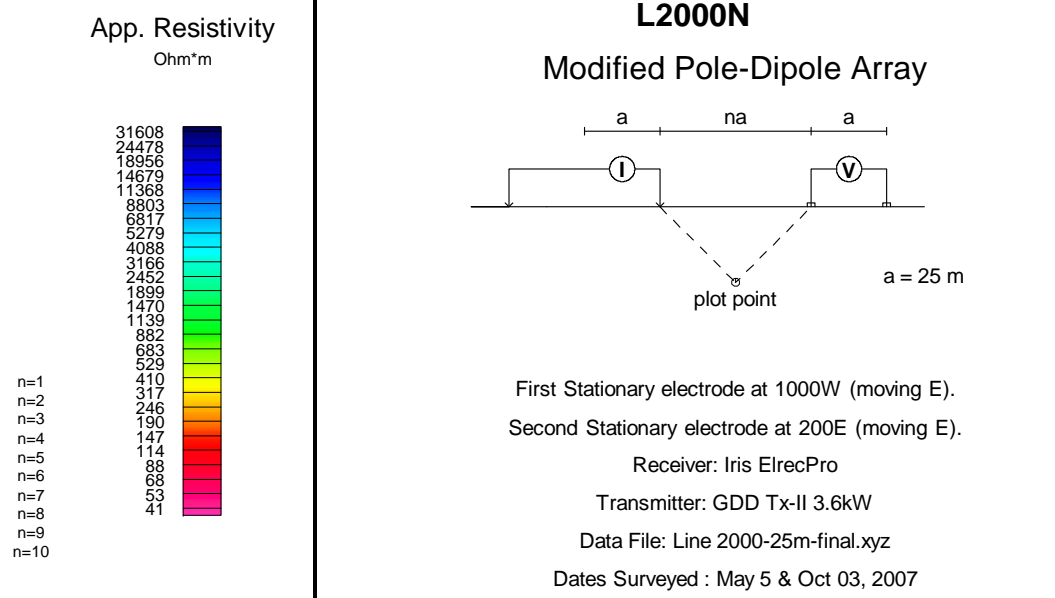 App. Resistivity
Ohm*m
31608
24478
18956
14679
11368
8803
6817
5279
4088
3166
2452
1899
1470
1139
882
683
529
410
317
246
190
147
114
88
68
53
41
n=1
n=2
n=3
n=4
n=5
n=6
n=7
n=8
n=9
n=10
L2000N
Modified Pole-Dipole Array
a na a
I V
a = 25 m
plot point
First Stationary electrode at 1000W (moving E).
Second Stationary electrode at 200E (moving E).
Receiver: Iris ElrecPro
Transmitter: GDD Tx-II 3.6kW
Data File: Line 2000-25m-final.xyz
Dates Surveyed : May 5 & Oct 03, 2007